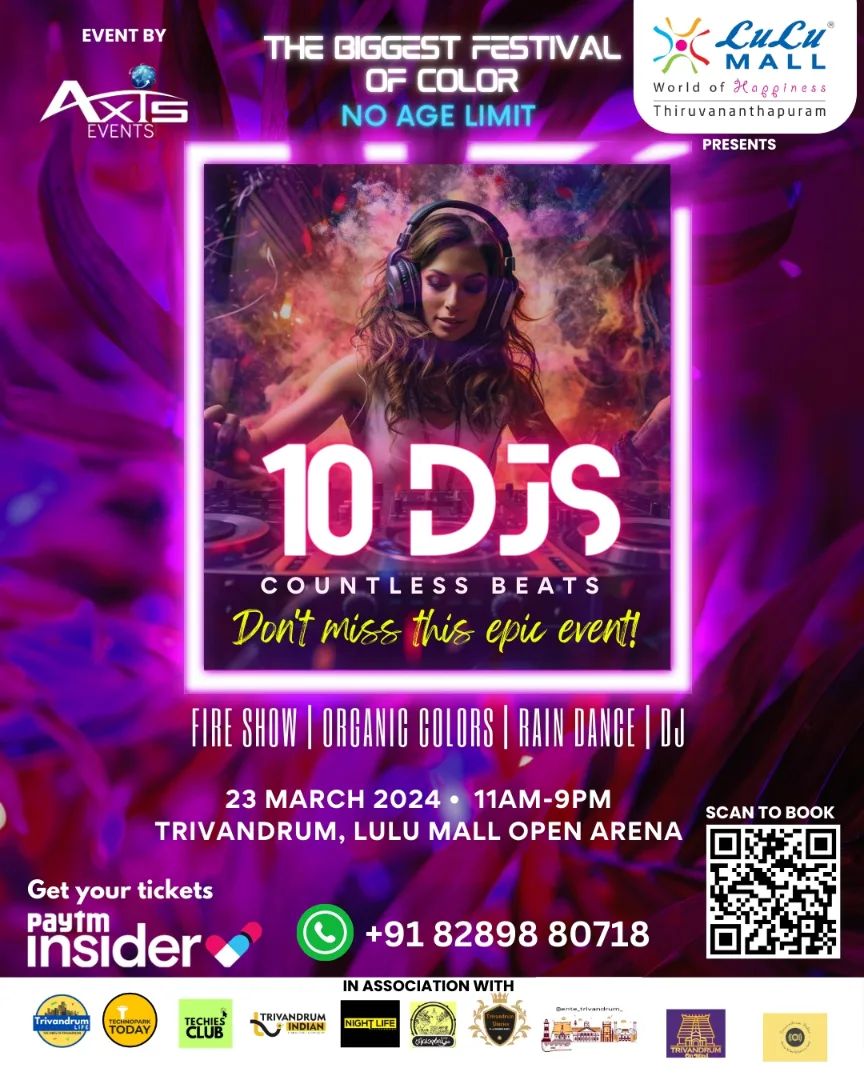 EVENT BY
AxIs
EVENTS
THE BIGGEST FESTIVAL
OF COLOR
NO AGE LIMIT
LuLu®
MALL
World of Happiness
Thiruvananthapuram
PRESENTS
10 DJS
COUNTLESS BEATS
Don't miss this epic event!
FIRE SHOW | ORGANIC COLORS | RAIN DANCE | DJ
23 MARCH 2024 • 11AM-9PM
TRIVANDRUM, LULU MALL OPEN ARENA
SCAN TO BOOK
Get your tickets
paytm
insider
+91 82898 80718
IN ASSOCIATION WITH
Trivandrum
LIFE
TECHNOPARK
TODAY
TECHIES
CLUB
TRIVANDRUM
INDIAN
NIGHT LIFE
Trivandrum
Diaries
@ente_trivandrum_
TRIVANDRUM